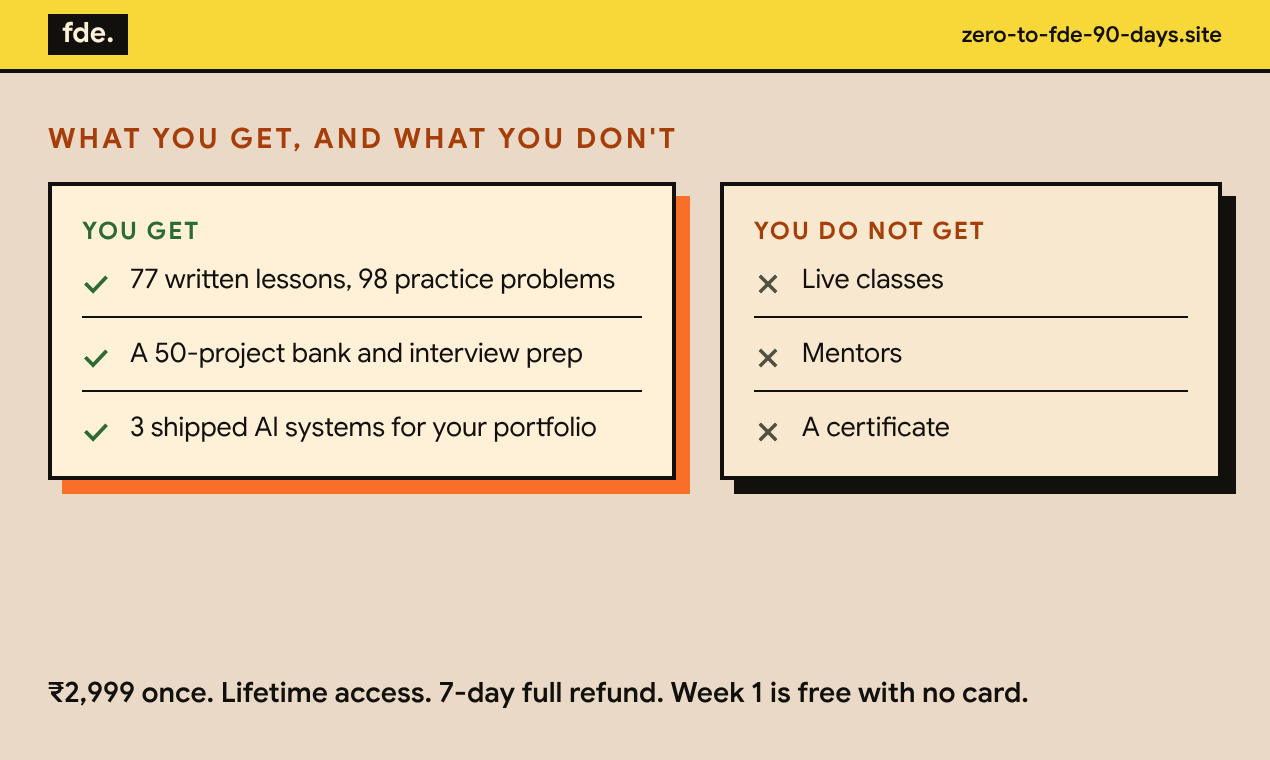 fde.
zero-to-fde-90-days.site
WHAT YOU GET, AND WHAT YOU DON'T
YOU GET
77 written lessons, 98 practice problems
A 50-project bank and interview prep
3 shipped AI systems for your portfolio
YOU DO NOT GET
Live classes
Mentors
A certificate
₹2,999 once. Lifetime access. 7-day full refund. Week 1 is free with no card.